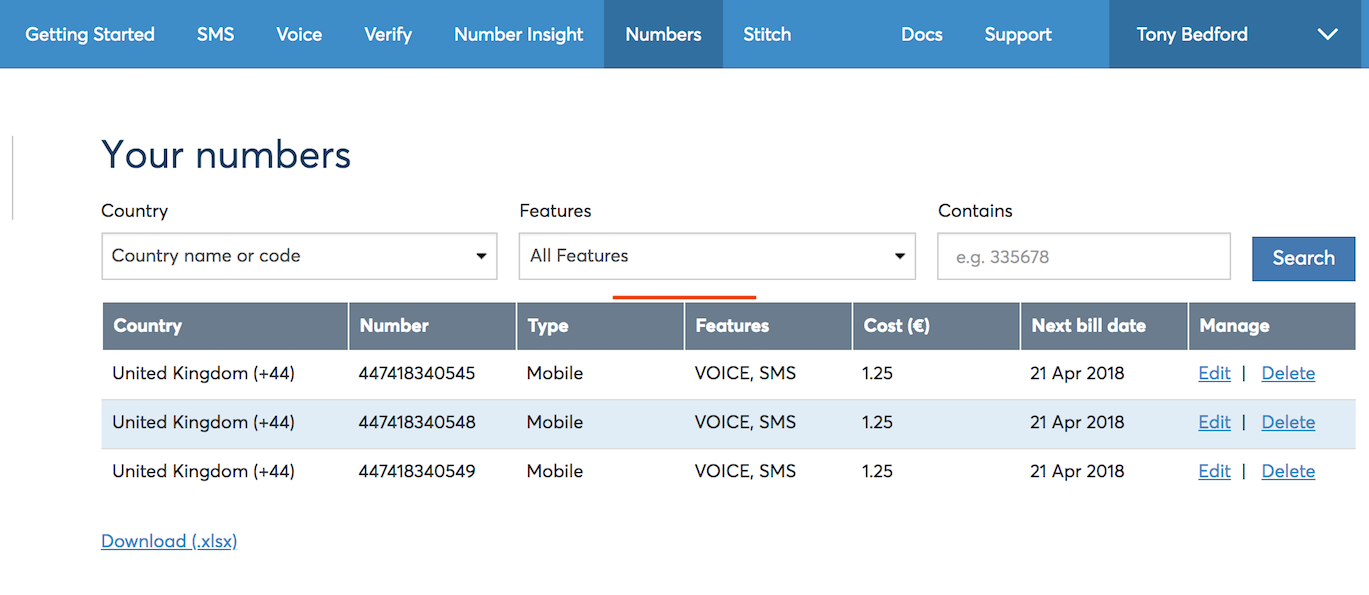 Getting Started SMS Voice Verify Number Insight Numbers Stitch Docs Support Tony Bedford
Your numbers
Country Features Contains
Country name or code All Features e.g. 335678 Search
Country Number Type Features Cost (€) Next bill date Manage
United Kingdom (+44) 447418340545 Mobile VOICE, SMS 1.25 21 Apr 2018 Edit | Delete
United Kingdom (+44) 447418340548 Mobile VOICE, SMS 1.25 21 Apr 2018 Edit | Delete
United Kingdom (+44) 447418340549 Mobile VOICE, SMS 1.25 21 Apr 2018 Edit | Delete
Download (.xlsx)